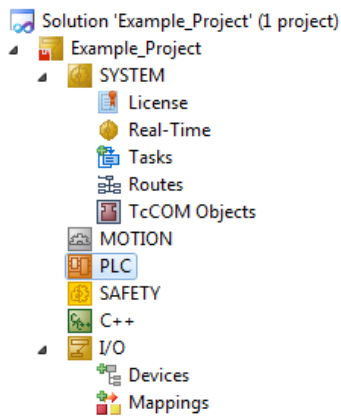 Solution 'Example_Project' (1 project)
Example_Project
SYSTEM
License
Real-Time
Tasks
Routes
TcCOM Objects
MOTION
PLC
SAFETY
C++
I/O
Devices
Mappings